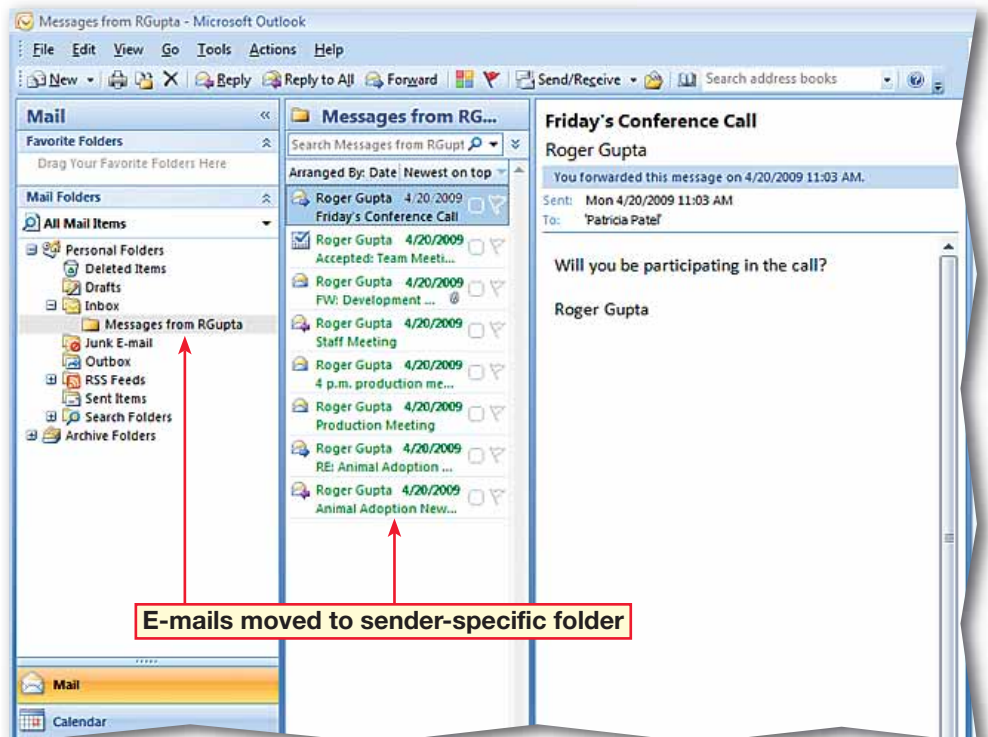 Messages from RGupta - Microsoft Outlook
File Edit View Go Tools Actions Help
New Reply Reply to All Forward Send/Receive Search address books
Mail
Favorite Folders
Drag Your Favorite Folders Here
Mail Folders
All Mail Items
Personal Folders
Deleted Items
Drafts
Inbox
Messages from RGupta
Junk E-mail
Outbox
RSS Feeds
Sent Items
Search Folders
Archive Folders
Mail
Calendar
Messages from RG...
Search Messages from RGupt
Arranged By: Date Newest on top
Roger Gupta 4/20/2009
Friday's Conference Call
Roger Gupta 4/20/2009
Accepted: Team Meeti...
Roger Gupta 4/20/2009
FW: Development ...
Roger Gupta 4/20/2009
Staff Meeting
Roger Gupta 4/20/2009
4 p.m. production me...
Roger Gupta 4/20/2009
Production Meeting
Roger Gupta 4/20/2009
RE: Animal Adoption ...
Roger Gupta 4/20/2009
Animal Adoption New...
Friday's Conference Call
Roger Gupta
You forwarded this message on 4/20/2009 11:03 AM.
Sent: Mon 4/20/2009 11:03 AM
To: 'Patricia Patel'
Will you be participating in the call?
Roger Gupta
E-mails moved to sender-specific folder